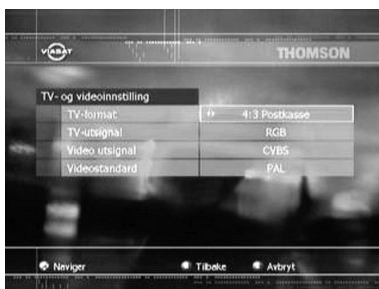 VIASAT
THOMSON
TV- og videoinnstilling
TV-format 4:3 Postkasse
TV-utsignal RGB
Video utsignal CVBS
Videostandard PAL
Naviger Tilbake Avbryt